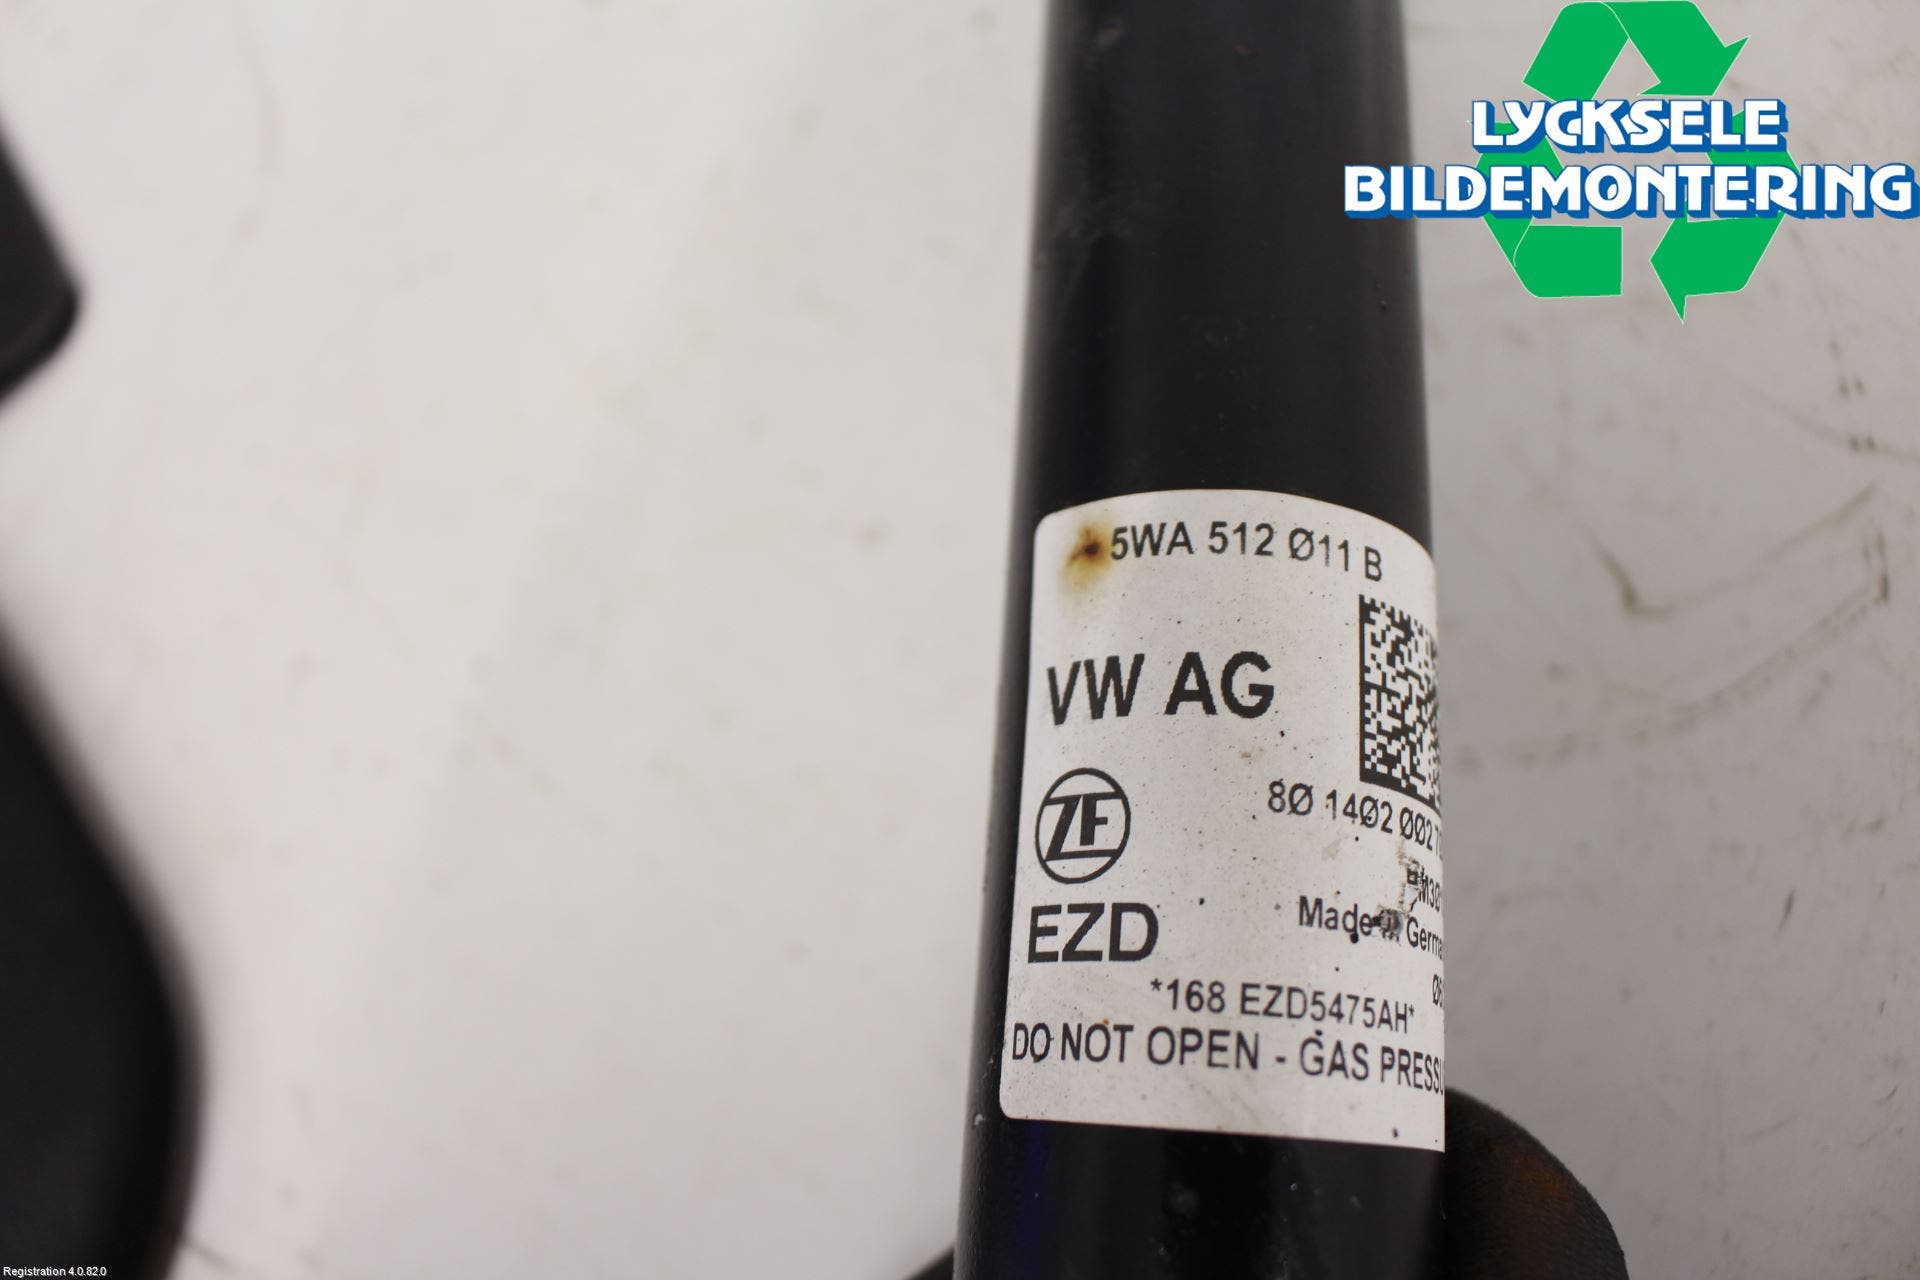 LYCKSELE
BILDEMONTERING
5WA 512 Ø11 B
VW AG
8Ø 14Ø2 ØØ2
ZF
Made in
EZD
*168 EZD5475AH*
DO NOT OPEN - GAS
Registration 4.0.82.0